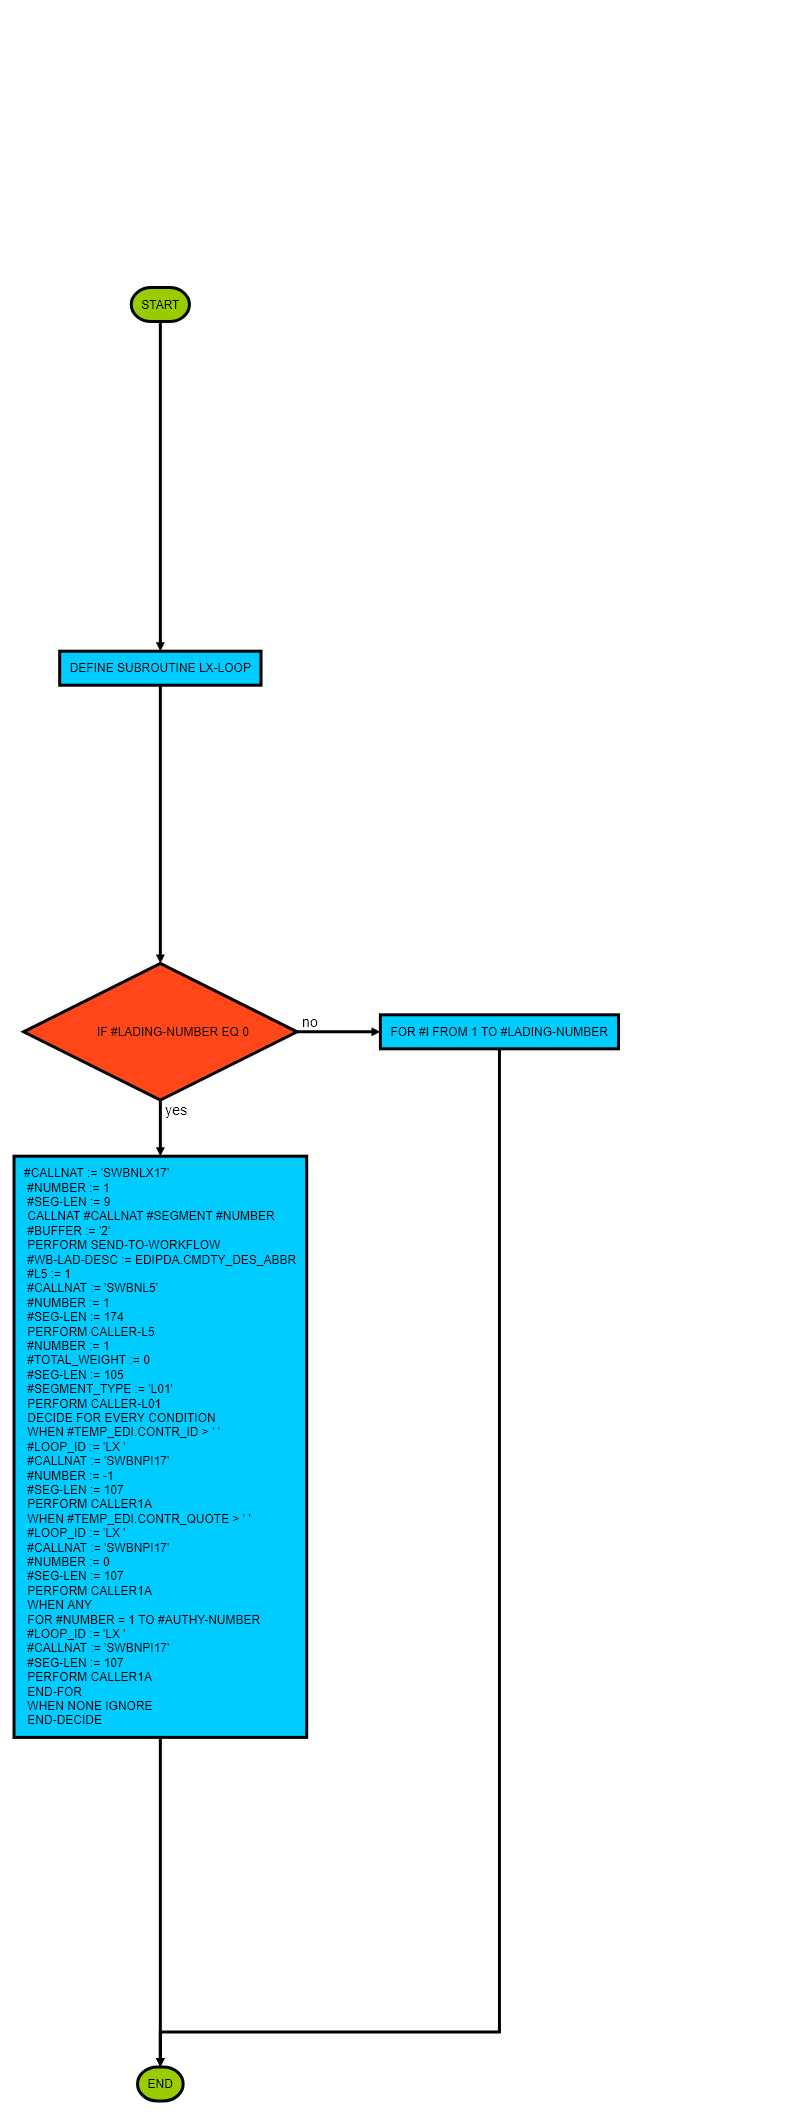 START
DEFINE SUBROUTINE LX-LOOP
IF #LADING-NUMBER EQ 0
no
FOR #I FROM 1 TO #LADING-NUMBER
yes
#CALLNAT := 'SWBNLX17'
#NUMBER := 1
#SEG-LEN := 9
CALLNAT #CALLNAT #SEGMENT #NUMBER
#BUFFER := '2'
PERFORM SEND-TO-WORKFLOW
#WB-LAD-DESC := EDIPDA.CMDTY_DES_ABBR
#L5 := 1
#CALLNAT := 'SWBNL5'
#NUMBER := 1
#SEG-LEN := 174
PERFORM CALLER-L5
#NUMBER := 1
#TOTAL_WEIGHT := 0
#SEG-LEN := 105
#SEGMENT_TYPE := 'L01'
PERFORM CALLER-L01
DECIDE FOR EVERY CONDITION
WHEN #TEMP_EDI.CONTR_ID > ' '
#LOOP_ID := 'LX '
#CALLNAT := 'SWBNPI17'
#NUMBER := -1
#SEG-LEN := 107
PERFORM CALLER1A
WHEN #TEMP_EDI.CONTR_QUOTE > ' '
#LOOP_ID := 'LX '
#CALLNAT := 'SWBNPI17'
#NUMBER := 0
#SEG-LEN := 107
PERFORM CALLER1A
WHEN ANY
FOR #NUMBER = 1 TO #AUTHY-NUMBER
#LOOP_ID := 'LX '
#CALLNAT := 'SWBNPI17'
#SEG-LEN := 107
PERFORM CALLER1A
END-FOR
WHEN NONE IGNORE
END-DECIDE
END